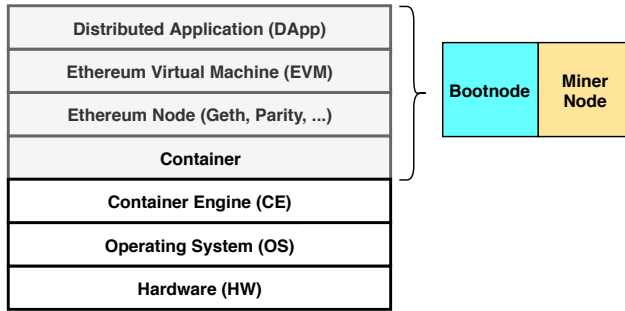 Distributed Application (DApp)
Ethereum Virtual Machine (EVM)
Ethereum Node (Geth, Parity, ...)
Container
Container Engine (CE)
Operating System (OS)
Hardware (HW)
Bootnode
Miner
Node